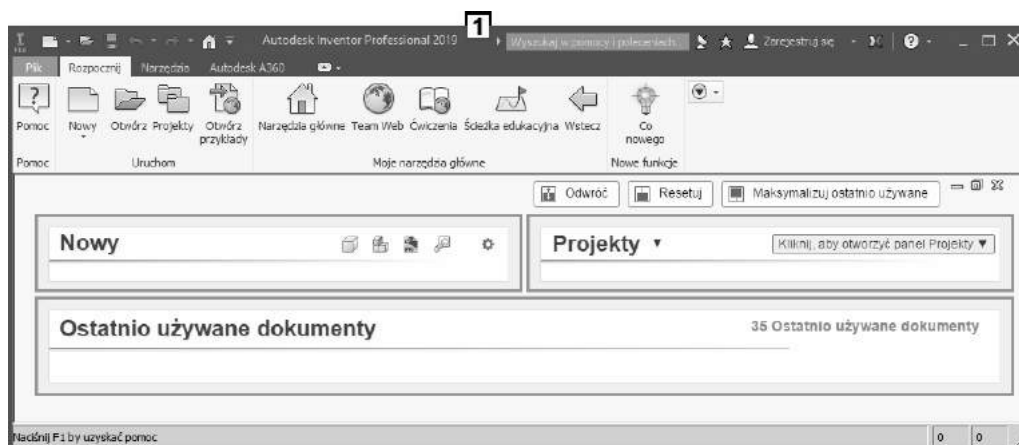 1
Autodesk Inventor Professional 2019 Wyszukaj w pomocy i poleceniach... Zarejestruj się
Plik Rozpocznij Narzędzia Autodesk A360
Pomoc Nowy Otwórz Projekty Otwórz przykłady Narzędzia główne Team Web Ćwiczenia Ścieżka edukacyjna Wstecz Co nowego
Pomoc Uruchom Moje narzędzia główne Nowe funkcje
Odwróć Resetuj Maksymalizuj ostatnio używane
Nowy Projekty Kliknij, aby otworzyć panel Projekty
Ostatnio używane dokumenty 35 Ostatnio używane dokumenty
Naciśnij F1 by uzyskać pomoc 0 0